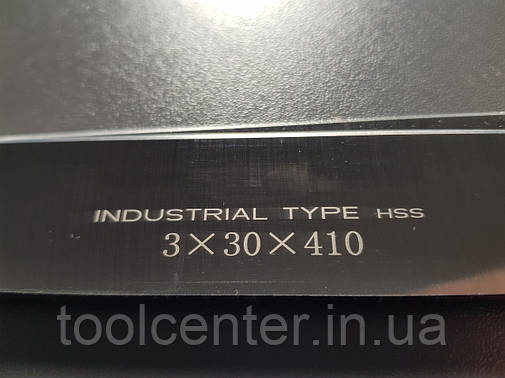 INDUSTRIAL TYPE HSS
3×30×410
toolcenter.in.ua